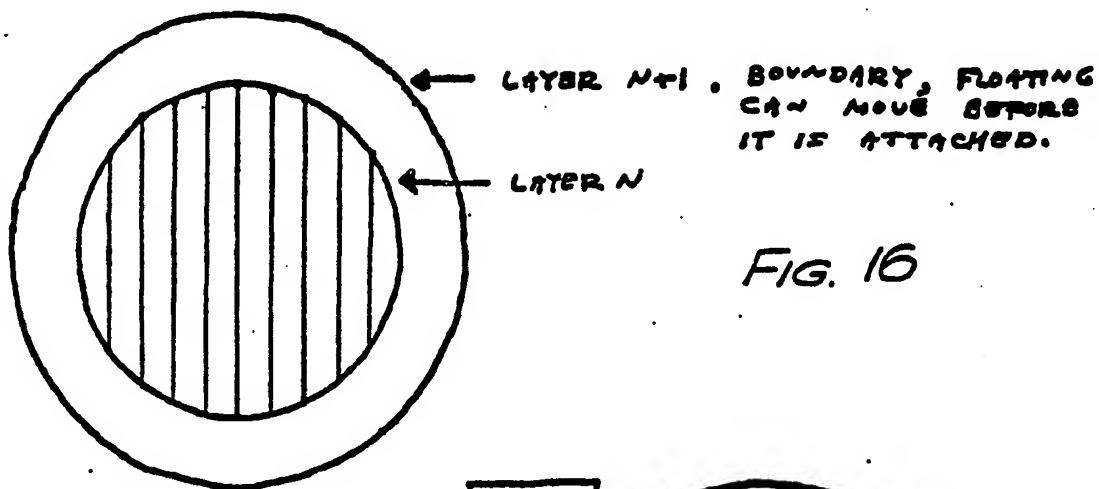 LAYER N+1. BOUNDARY, FLOATING
CAN MOVE BEFORE
IT IS ATTACHED.
LAYER N
FIG. 16